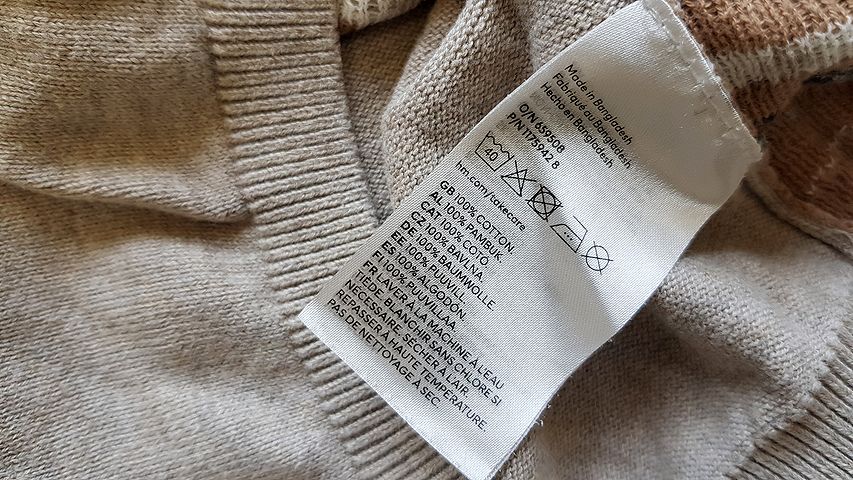 Made in Bangladesh
Fabriqué au Bangladesh
Hecho en Bangladesh
O/N 659508
P/N 1175942 8
40
hm.com/takecare
GB 100% COTTON.
AL 100% PAMBUK.
CAT 100% COTÓ.
CZ 100% BAVLNA.
DE 100% BAUMWOLLE.
EE 100% PUUVILL.
ES 100% ALGODÓN.
FI 100% PUUVILLAA.
FR LAVER À LA MACHINE À L'EAU
TIÈDE. BLANCHIR SANS CHLORE SI
NÉCESSAIRE. SÉCHER À L'AIR.
REPASSER À HAUTE TEMPÉRATURE.
PAS DE NETTOYAGE À SEC.